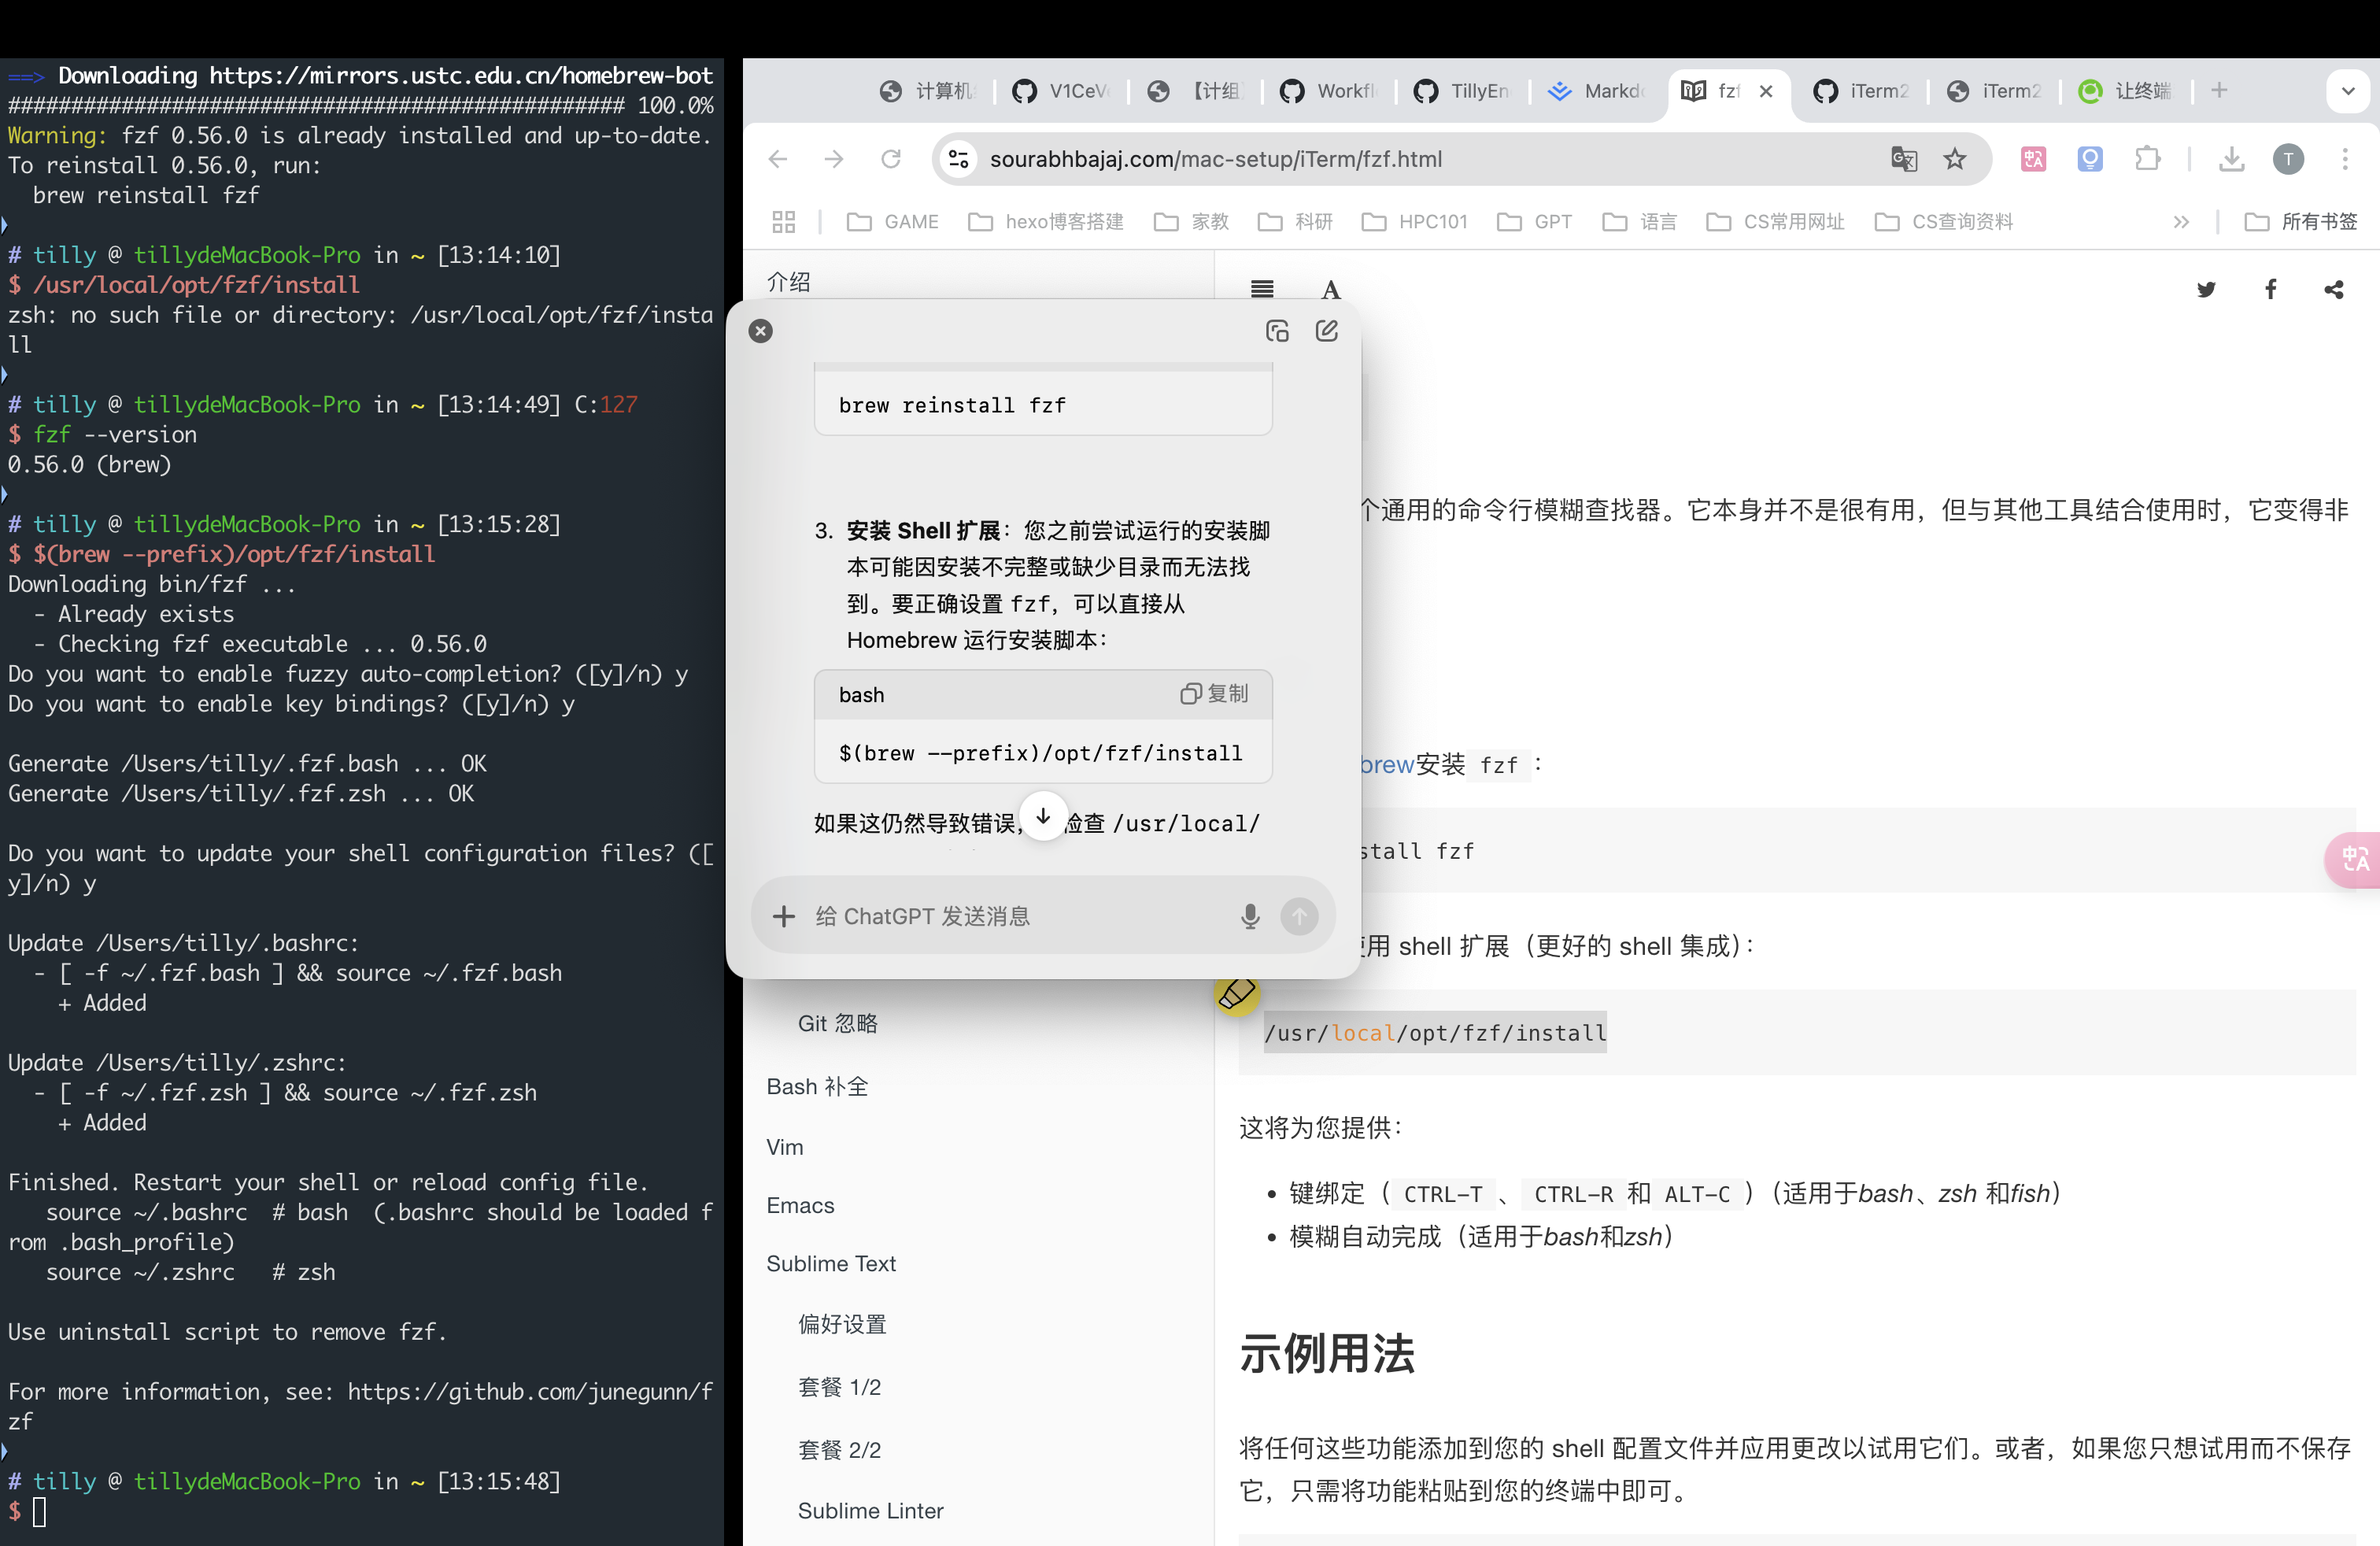 ==> Downloading https://mirrors.ustc.edu.cn/homebrew-bot
################################################# 100.0%
Warning: fzf 0.56.0 is already installed and up-to-date.
To reinstall 0.56.0, run:
brew reinstall fzf
# tilly @ tillydeMacBook-Pro in ~ [13:14:10]
$ /usr/local/opt/fzf/install
zsh: no such file or directory: /usr/local/opt/fzf/insta
ll
# tilly @ tillydeMacBook-Pro in ~ [13:14:49] C:127
$ fzf --version
0.56.0 (brew)
# tilly @ tillydeMacBook-Pro in ~ [13:15:28]
$ $(brew --prefix)/opt/fzf/install
Downloading bin/fzf ...
- Already exists
- Checking fzf executable ... 0.56.0
Do you want to enable fuzzy auto-completion? ([y]/n) y
Do you want to enable key bindings? ([y]/n) y
Generate /Users/tilly/.fzf.bash ... OK
Generate /Users/tilly/.fzf.zsh ... OK
Do you want to update your shell configuration files? ([
y]/n) y
Update /Users/tilly/.bashrc:
- [ -f ~/.fzf.bash ] && source ~/.fzf.bash
+ Added
Update /Users/tilly/.zshrc:
- [ -f ~/.fzf.zsh ] && source ~/.fzf.zsh
+ Added
Finished. Restart your shell or reload config file.
source ~/.bashrc  # bash  (.bashrc should be loaded f
rom .bash_profile)
source ~/.zshrc   # zsh
Use uninstall script to remove fzf.
For more information, see: https://github.com/junegunn/f
zf
# tilly @ tillydeMacBook-Pro in ~ [13:15:48]
$
计算机 V1CeV 【计组 Workfl TillyEn Markdo fzf iTerm2 iTerm2 让终端
sourabhbajaj.com/mac-setup/iTerm/fzf.html T
GAME hexo博客搭建 家教 科研 HPC101 GPT 语言 CS常用网址 CS查询资料 所有书签
介绍
A
brew reinstall fzf
3. 安装 Shell 扩展：您之前尝试运行的安装脚
本可能因安装不完整或缺少目录而无法找
到。要正确设置 fzf，可以直接从
Homebrew 运行安装脚本：
bash 复制
$(brew --prefix)/opt/fzf/install
如果这仍然导致错误， 检查 /usr/local/
给 ChatGPT 发送消息
Git 忽略
Bash 补全
Vim
Emacs
Sublime Text
偏好设置
套餐 1/2
套餐 2/2
Sublime Linter
个通用的命令行模糊查找器。它本身并不是很有用，但与其他工具结合使用时，它变得非
brew安装 fzf ：
stall fzf
使用 shell 扩展（更好的 shell 集成）：
/usr/local/opt/fzf/install
这将为您提供：
• 键绑定（ CTRL-T 、 CTRL-R 和 ALT-C ）（适用于bash、zsh 和fish）
• 模糊自动完成（适用于bash和zsh）
示例用法
将任何这些功能添加到您的 shell 配置文件并应用更改以试用它们。或者，如果您只想试用而不保存
它，只需将功能粘贴到您的终端中即可。